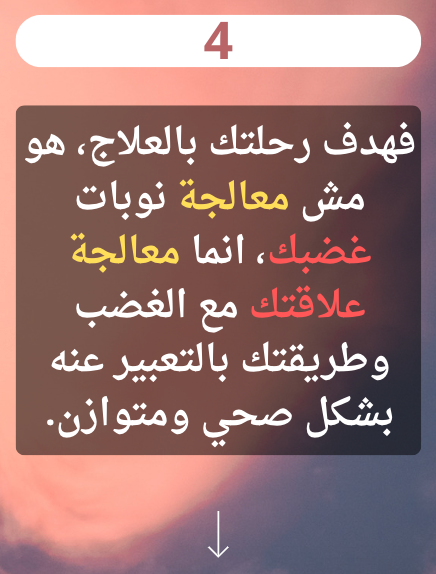 4
فهدف رحلتك بالعلاج، هو
مش معالجة نوبات
غضبك، انما معالجة
علاقتك مع الغضب
وطريقتك بالتعبير عنه
بشكل صحي ومتوازن.